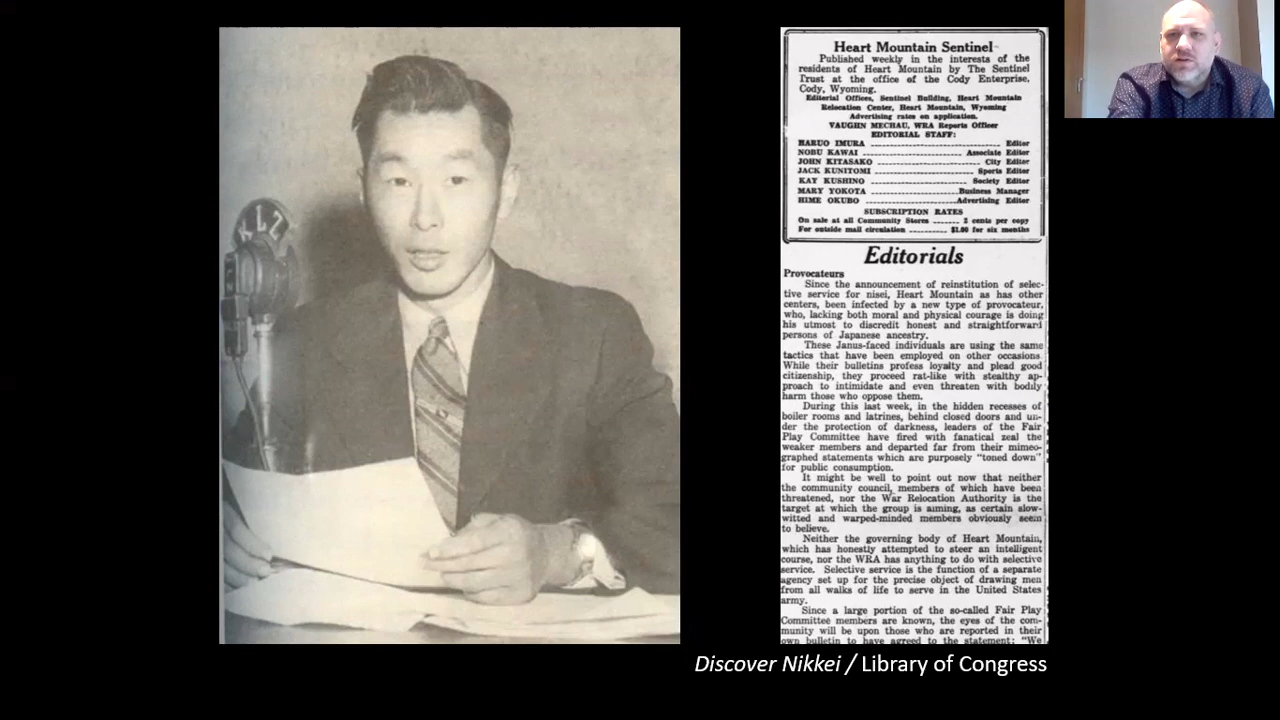 KLZ
Heart Mountain Sentinel
Published weekly in the interests of the
residents of Heart Mountain by The Sentinel
Trust at the office of the Cody Enterprise,
Cody, Wyoming.
Editorial Offices, Sentinel Building, Heart Mountain
Relocation Center, Heart Mountain, Wyoming
Advertising rates on application.
VAUGHN MECHAU, WRA Reports Officer
EDITORIAL STAFF:
HARUO IMURA Editor
NOBU KAWAI Associate Editor
JOHN KITASAKO City Editor
JACK KUNITOMI Sports Editor
KAY KUSHINO Society Editor
MARY YOKOTA Business Manager
HIME OKUBO Advertising Editor
SUBSCRIPTION RATES
On sale at all Community Stores 2 cents per copy
For outside mail circulation $1.00 for six months
Editorials
Provocateurs
Since the announcement of reinstitution of selec-
tive service for nisei, Heart Mountain as has other
centers, been infected by a new type of provocateur,
who, lacking both moral and physical courage is doing
his utmost to discredit honest and straightforward
persons of Japanese ancestry.
These Janus-faced individuals are using the same
tactics that have been employed on other occasions
While their bulletins profess loyalty and plead good
citizenship, they proceed rat-like with stealthy ap-
proach to intimidate and even threaten with bodily
harm those who oppose them.
During this last week, in the hidden recesses of
boiler rooms and latrines, behind closed doors and un-
der the protection of darkness, leaders of the Fair
Play Committee have fired with fanatical zeal the
weaker members and departed far from their mimeo-
graphed statements which are purposely "toned down"
for public consumption.
It might be well to point out now that neither
the community council, members of which have been
threatened, nor the War Relocation Authority is the
target at which the group is aiming, as certain slow-
witted and warped-minded members obviously seem
to believe.
Neither the governing body of Heart Mountain,
which has honestly attempted to steer an intelligent
course, nor the WRA has anything to do with selective
service. Selective service is the function of a separate
agency set up for the precise object of drawing men
from all walks of life to serve in the United States
army.
Since a large portion of the so-called Fair Play
Committee members are known, the eyes of the com-
munity will be upon those who are reported in their
own bulletin to have agreed to the statement: "We
Discover Nikkei / Library of Congress